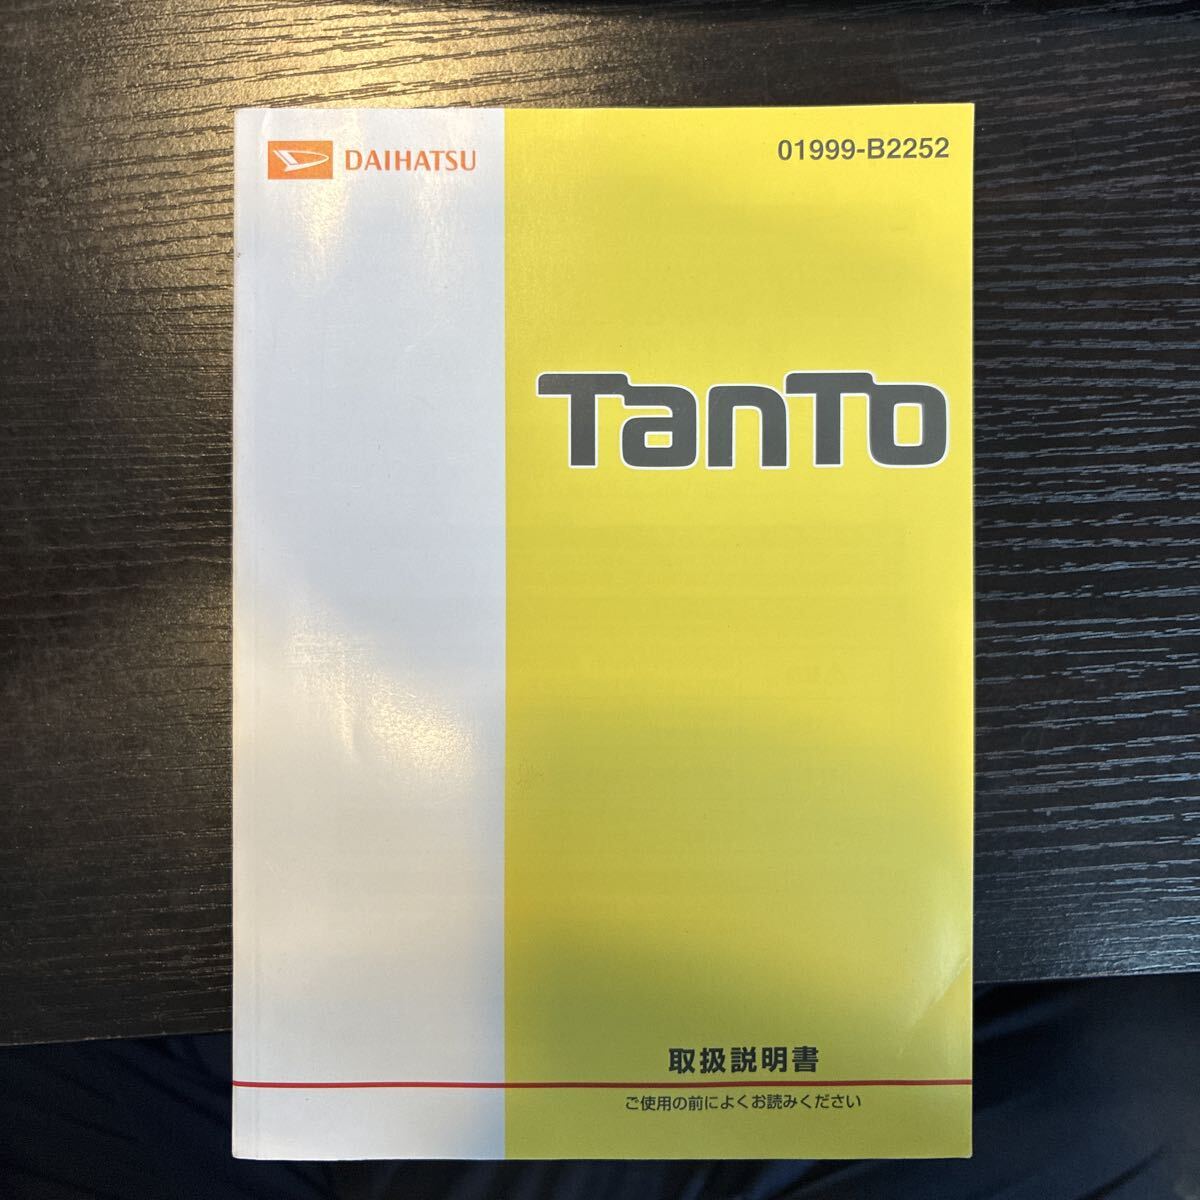 DAIHATSU
01999-B2252
TanTo
取扱説明書
ご使用の前によくお読みください